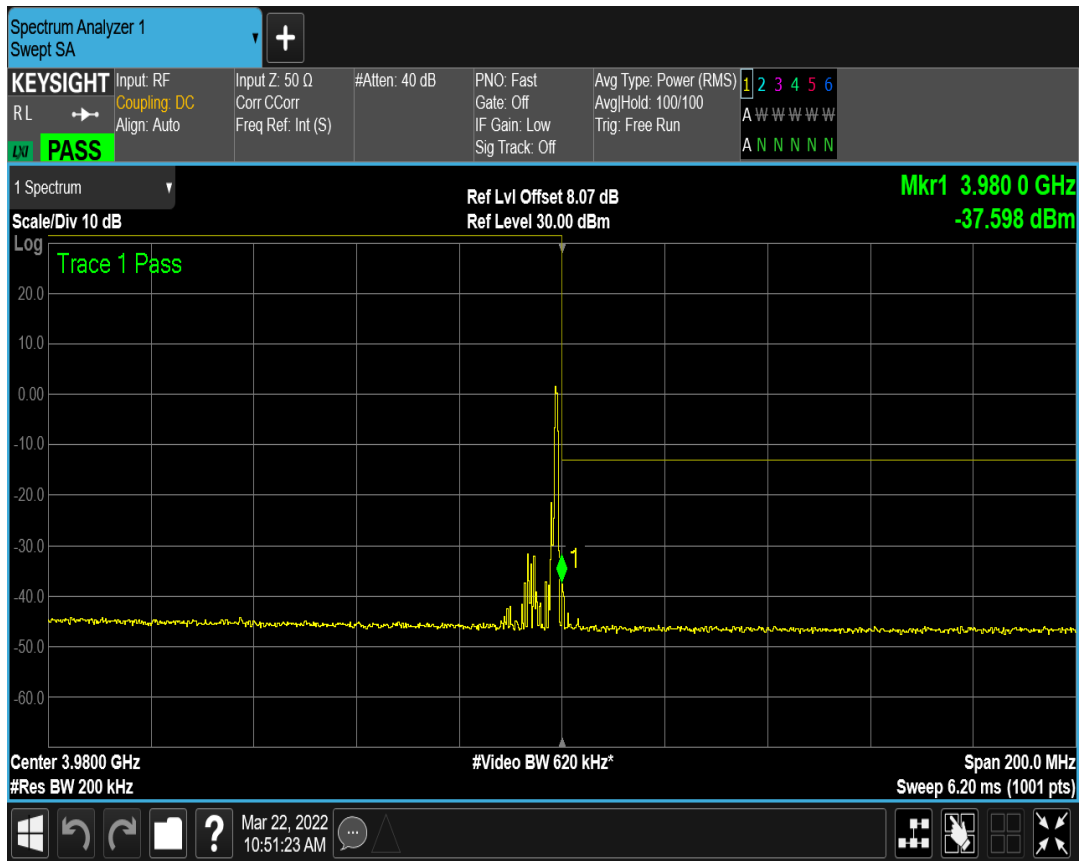 Spectrum Analyzer 1
Swept SA
+
KEYSIGHT
R L
LXI PASS
Input: RF
Coupling: DC
Align: Auto
Input Z: 50 Ω
Corr CCorr
Freq Ref: Int (S)
#Atten: 40 dB
PNO: Fast
Gate: Off
IF Gain: Low
Sig Track: Off
Avg Type: Power (RMS)
Avg|Hold: 100/100
Trig: Free Run
1 2 3 4 5 6
A W W W W W
A N N N N N
1 Spectrum
Scale/Div 10 dB
Ref Lvl Offset 8.07 dB
Ref Level 30.00 dBm
Mkr1 3.980 0 GHz
-37.598 dBm
Log
Trace 1 Pass
20.0
10.0
0.00
-10.0
-20.0
-30.0
1
-40.0
-50.0
-60.0
Center 3.9800 GHz
#Res BW 200 kHz
#Video BW 620 kHz*
Span 200.0 MHz
Sweep 6.20 ms (1001 pts)
?
Mar 22, 2022
10:51:23 AM